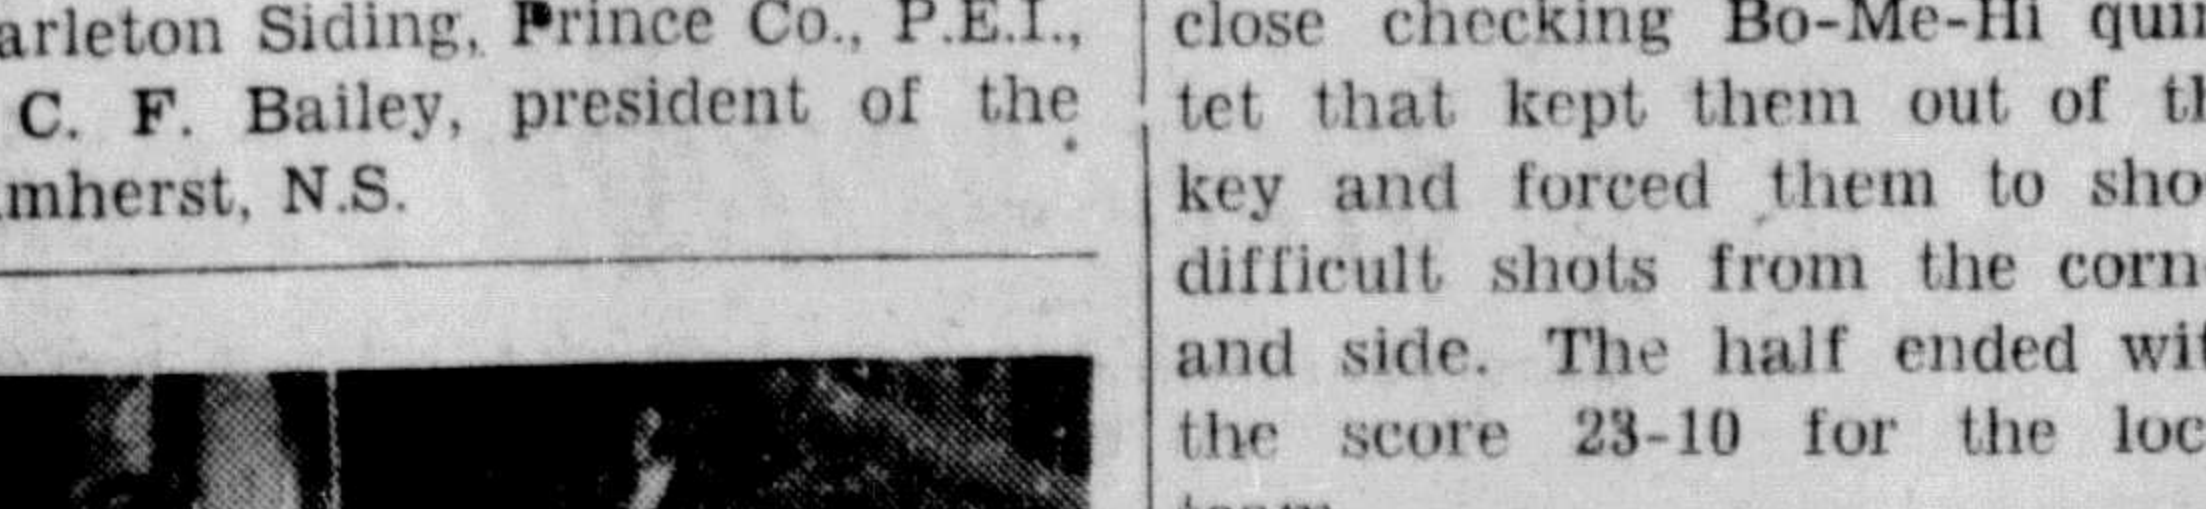 arleton Siding, Prince Co., P.E.I.,
C. F. Bailey, president of the
mherst, N.S.
close checking Bo-Me-Hi quin
tet that kept them out of th
key and forced them to sho
difficult shots from the corn
and side. The half ended wit
the score 23-10 for the loc